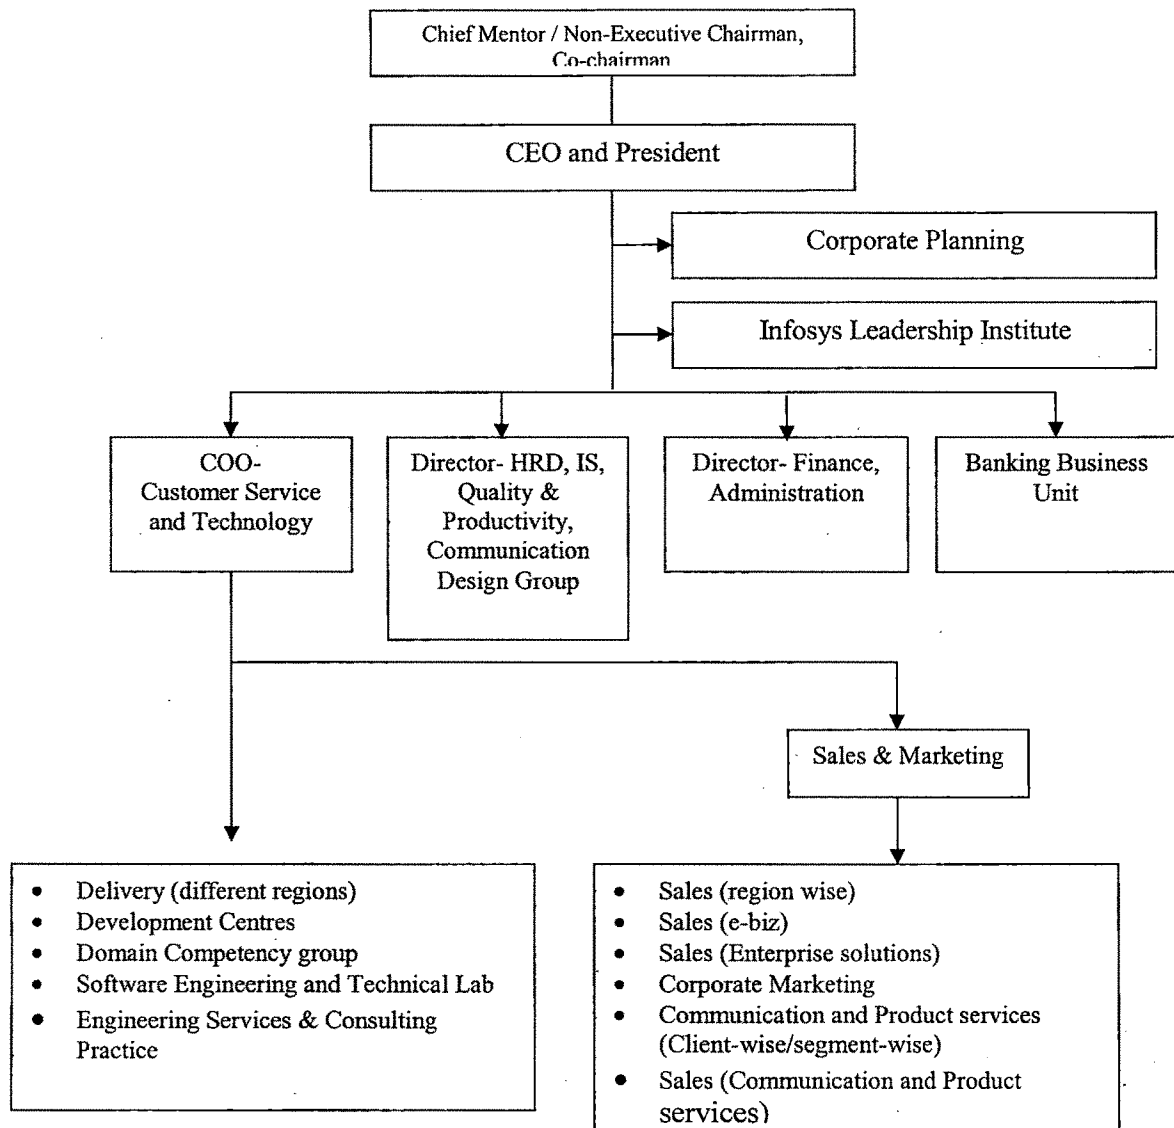 Chief Mentor / Non-Executive Chairman,
Co-chairman
CEO and President
Corporate Planning
Infosys Leadership Institute
COO-
Customer Service
and Technology
Director- HRD, IS,
Quality &
Productivity,
Communication
Design Group
Director- Finance,
Administration
Banking Business
Unit
Sales & Marketing
• Delivery (different regions)
• Development Centres
• Domain Competency group
• Software Engineering and Technical Lab
• Engineering Services & Consulting
Practice
• Sales (region wise)
• Sales (e-biz)
• Sales (Enterprise solutions)
• Corporate Marketing
• Communication and Product services
(Client-wise/segment-wise)
• Sales (Communication and Product
services)